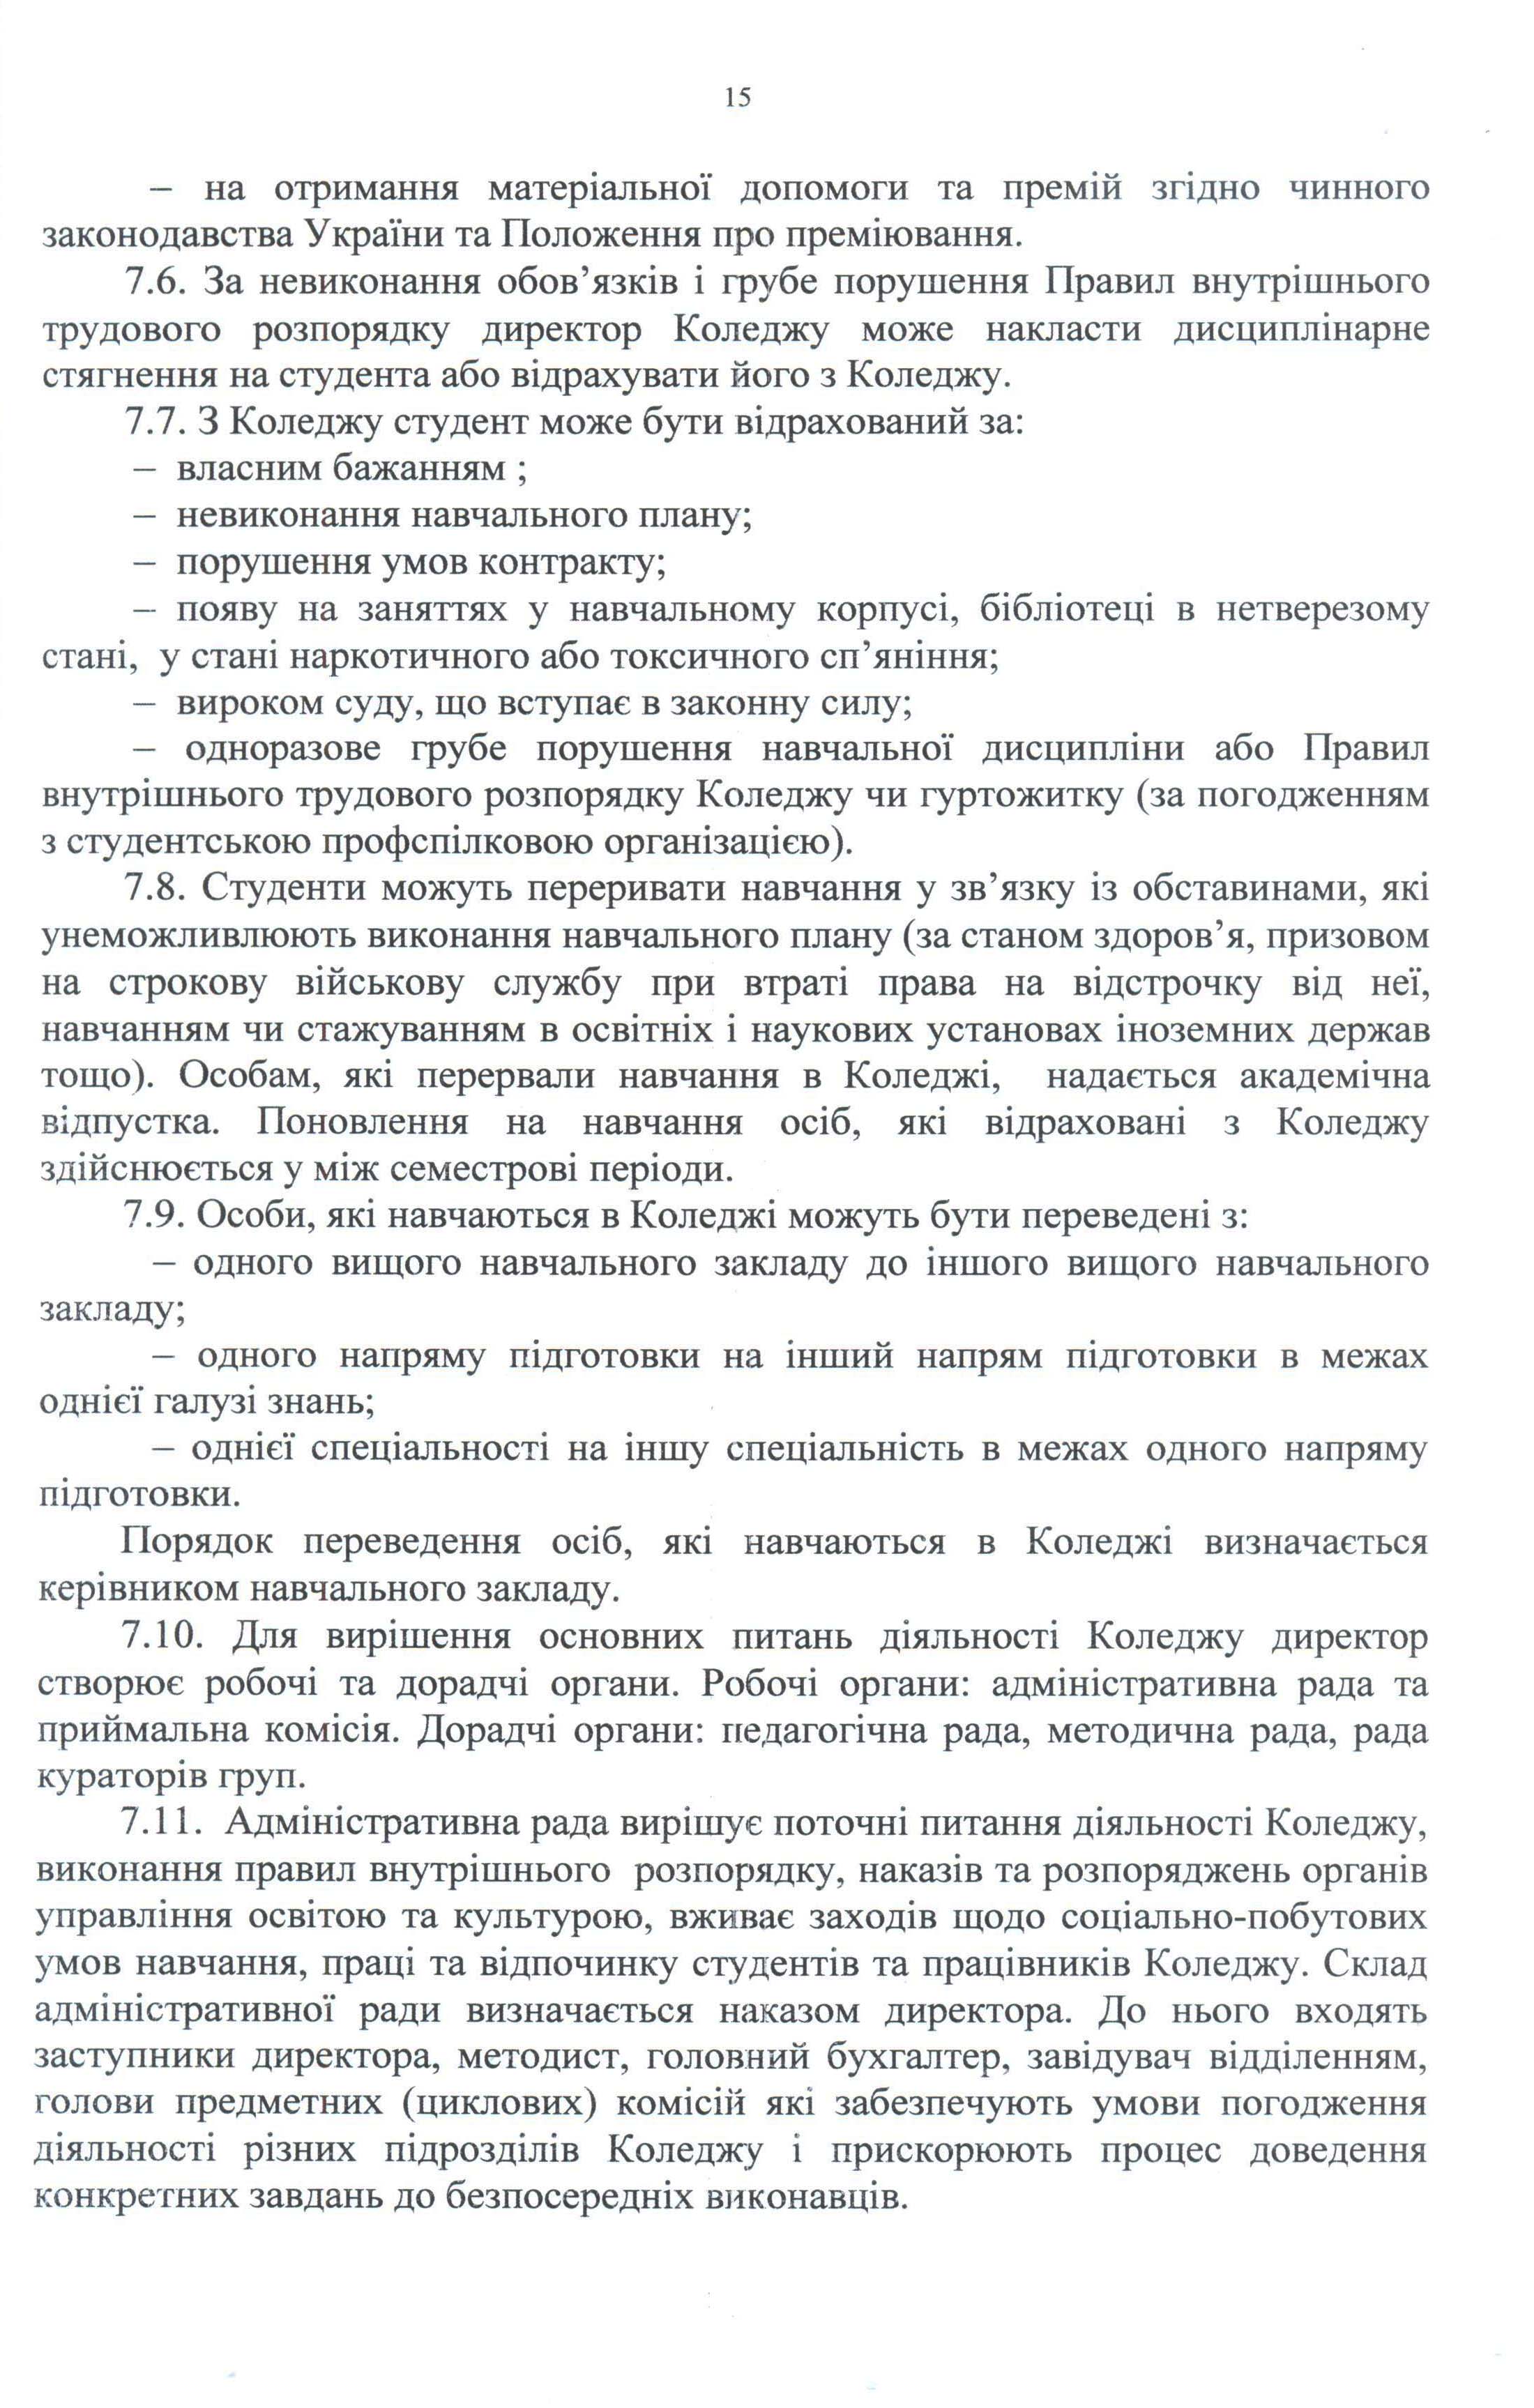 15
– на отримання матеріальної допомоги та премій згідно чинного
законодавства України та Положення про преміювання.
7.6. За невиконання обов’язків і грубе порушення Правил внутрішнього
трудового розпорядку директор Коледжу може накласти дисциплінарне
стягнення на студента або відрахувати його з Коледжу.
7.7. З Коледжу студент може бути відрахований за:
– власним бажанням ;
– невиконання навчального плану;
– порушення умов контракту;
– появу на заняттях у навчальному корпусі, бібліотеці в нетверезому
стані, у стані наркотичного або токсичного сп’яніння;
– вироком суду, що вступає в законну силу;
– одноразове грубе порушення навчальної дисципліни або Правил
внутрішнього трудового розпорядку Коледжу чи гуртожитку (за погодженням
з студентською профспілковою організацією).
7.8. Студенти можуть переривати навчання у зв’язку із обставинами, які
унеможливлюють виконання навчального плану (за станом здоров’я, призовом
на строкову військову службу при втраті права на відстрочку від неї,
навчанням чи стажуванням в освітніх і наукових установах іноземних держав
тощо). Особам, які перервали навчання в Коледжі, надається академічна
відпустка. Поновлення на навчання осіб, які відраховані з Коледжу
здійснюється у між семестрові періоди.
7.9. Особи, які навчаються в Коледжі можуть бути переведені з:
– одного вищого навчального закладу до іншого вищого навчального
закладу;
– одного напряму підготовки на інший напрям підготовки в межах
однієї галузі знань;
– однієї спеціальності на іншу спеціальність в межах одного напряму
підготовки.
Порядок переведення осіб, які навчаються в Коледжі визначається
керівником навчального закладу.
7.10. Для вирішення основних питань діяльності Коледжу директор
створює робочі та дорадчі органи. Робочі органи: адміністративна рада та
приймальна комісія. Дорадчі органи: педагогічна рада, методична рада, рада
кураторів груп.
7.11. Адміністративна рада вирішує поточні питання діяльності Коледжу,
виконання правил внутрішнього розпорядку, наказів та розпоряджень органів
управління освітою та культурою, вживає заходів щодо соціально-побутових
умов навчання, праці та відпочинку студентів та працівників Коледжу. Склад
адміністративної ради визначається наказом директора. До нього входять
заступники директора, методист, головний бухгалтер, завідувач відділенням,
голови предметних (циклових) комісій які забезпечують умови погодження
діяльності різних підрозділів Коледжу і прискорюють процес доведення
конкретних завдань до безпосередніх виконавців.